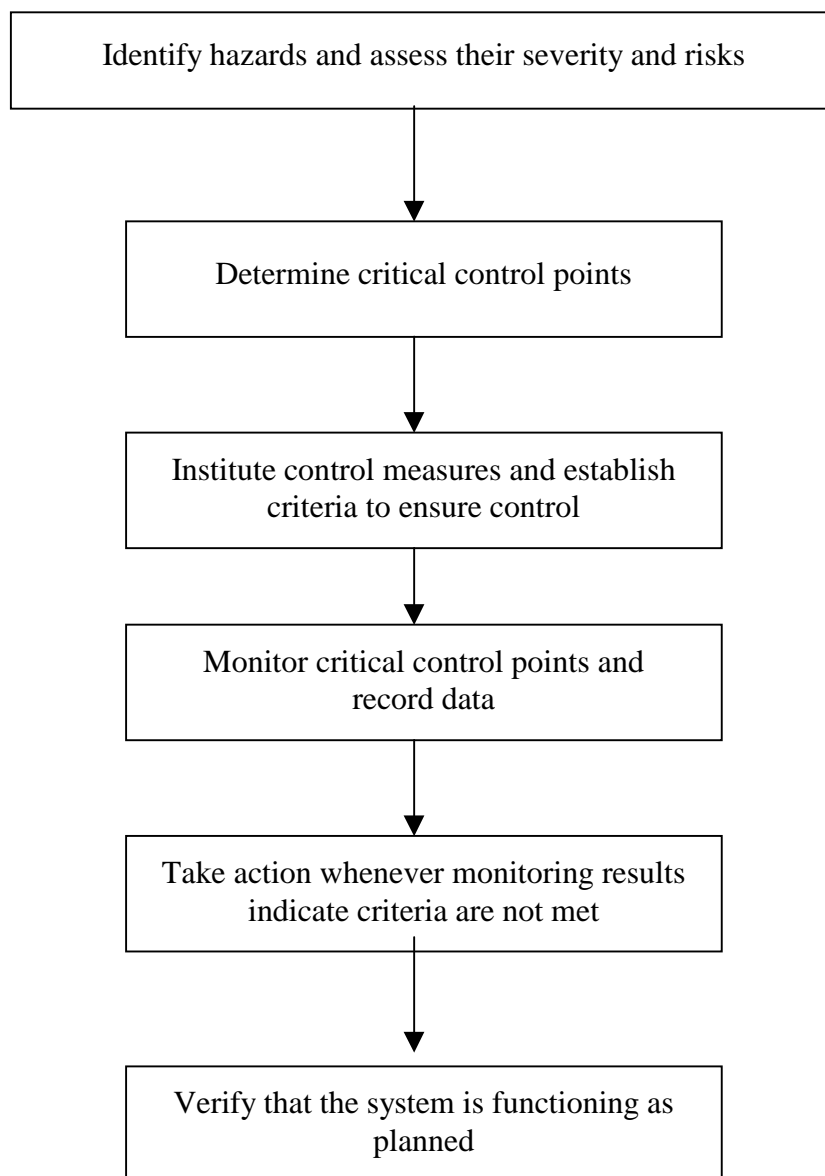 Identify hazards and assess their severity and risks
Determine critical control points
Institute control measures and establish
criteria to ensure control
Monitor critical control points and
record data
Take action whenever monitoring results
indicate criteria are not met
Verify that the system is functioning as
planned